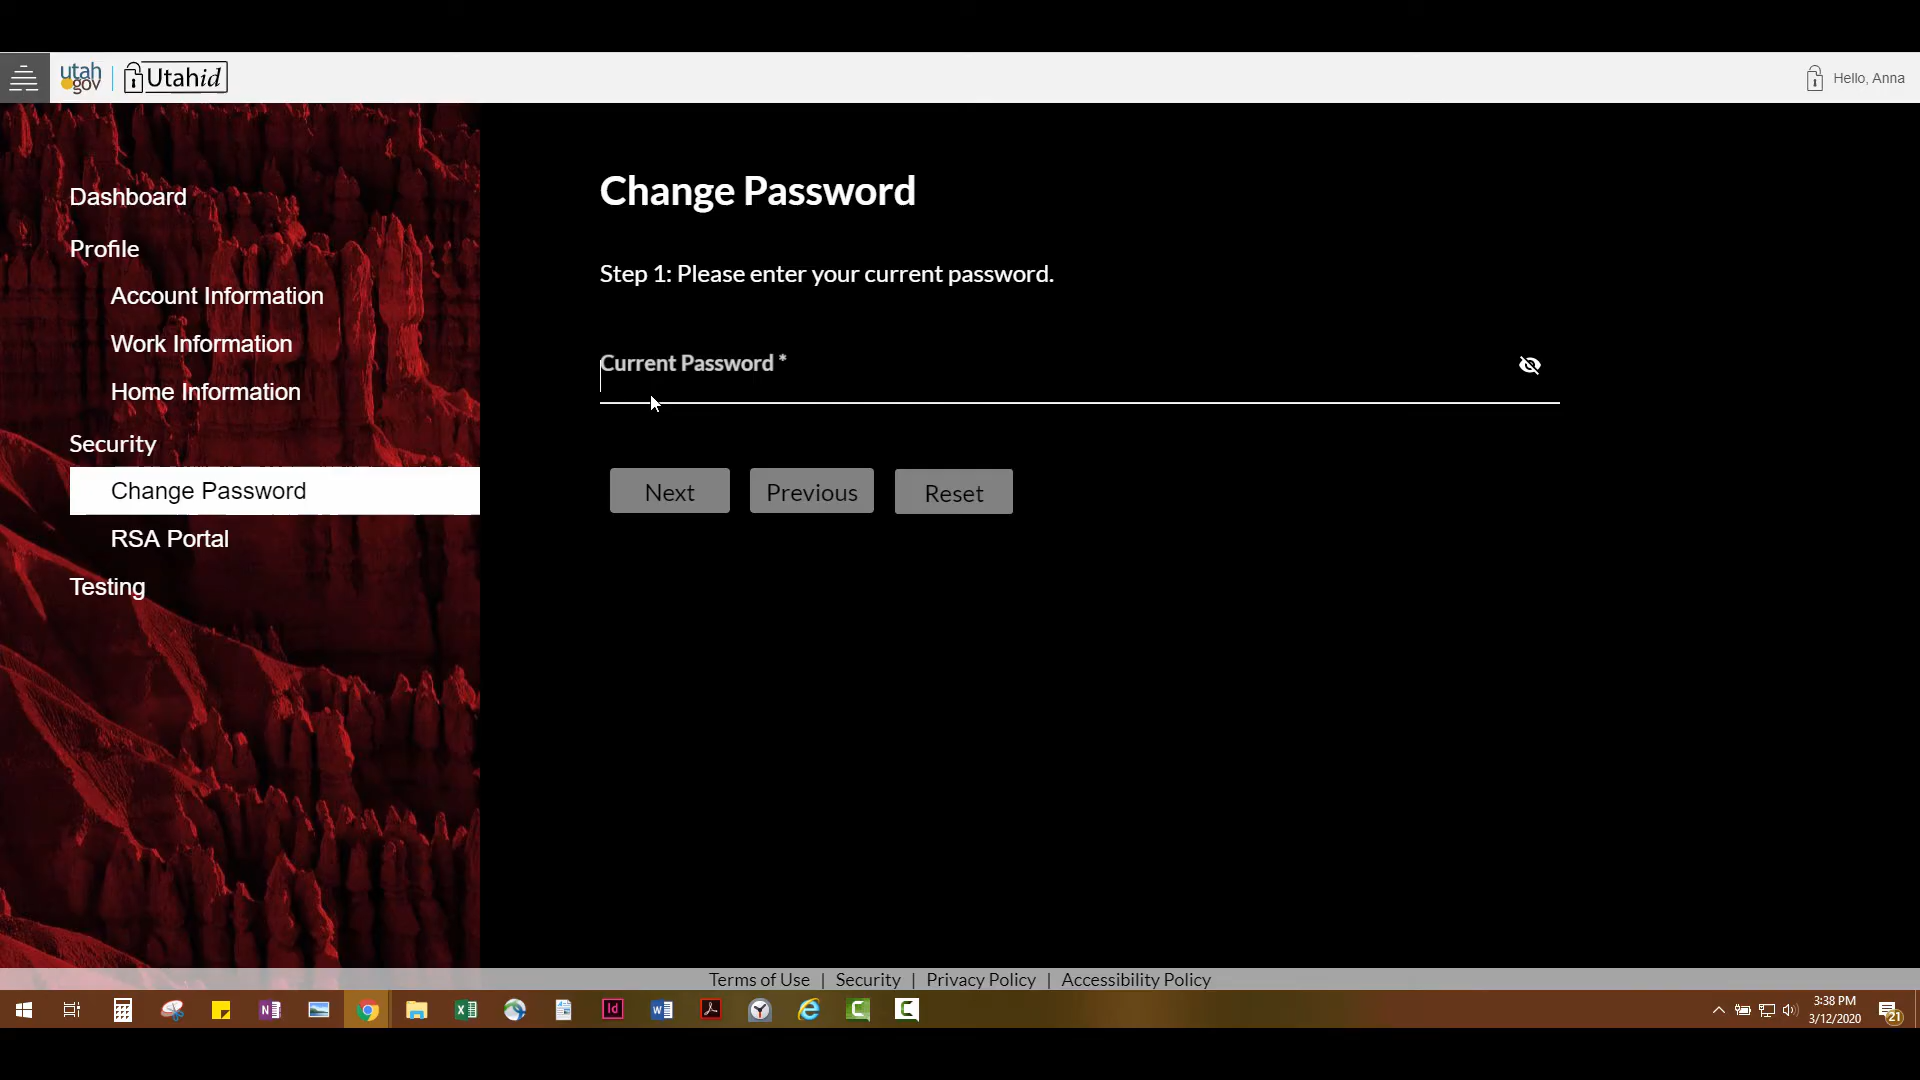 utah
gov
Utahid
Hello, Anna
Dashboard
Profile
Account Information
Work Information
Home Information
Security
Change Password
RSA Portal
Testing
Change Password
Step 1: Please enter your current password.
Current Password *
Next
Previous
Reset
Terms of Use | Security | Privacy Policy | Accessibility Policy
3:38 PM
3/12/2020
21